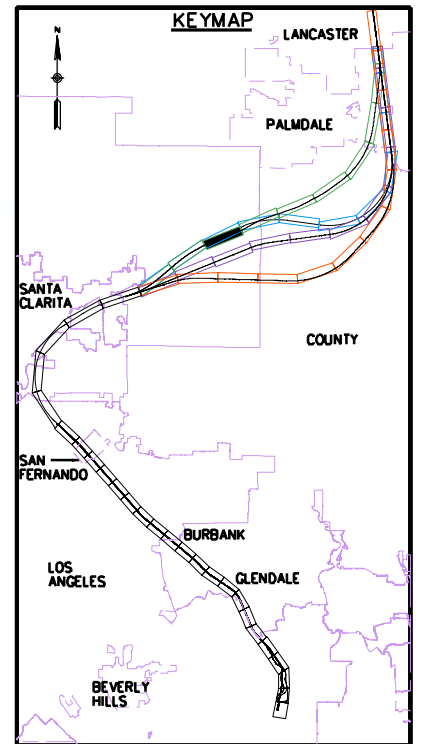 KEYMAP
LANCASTER
N
PALMDALE
SANTA
CLARITA
COUNTY
SAN
FERNANDO
BURBANK
LOS
ANGELES
GLENDALE
BEVERLY
HILLS